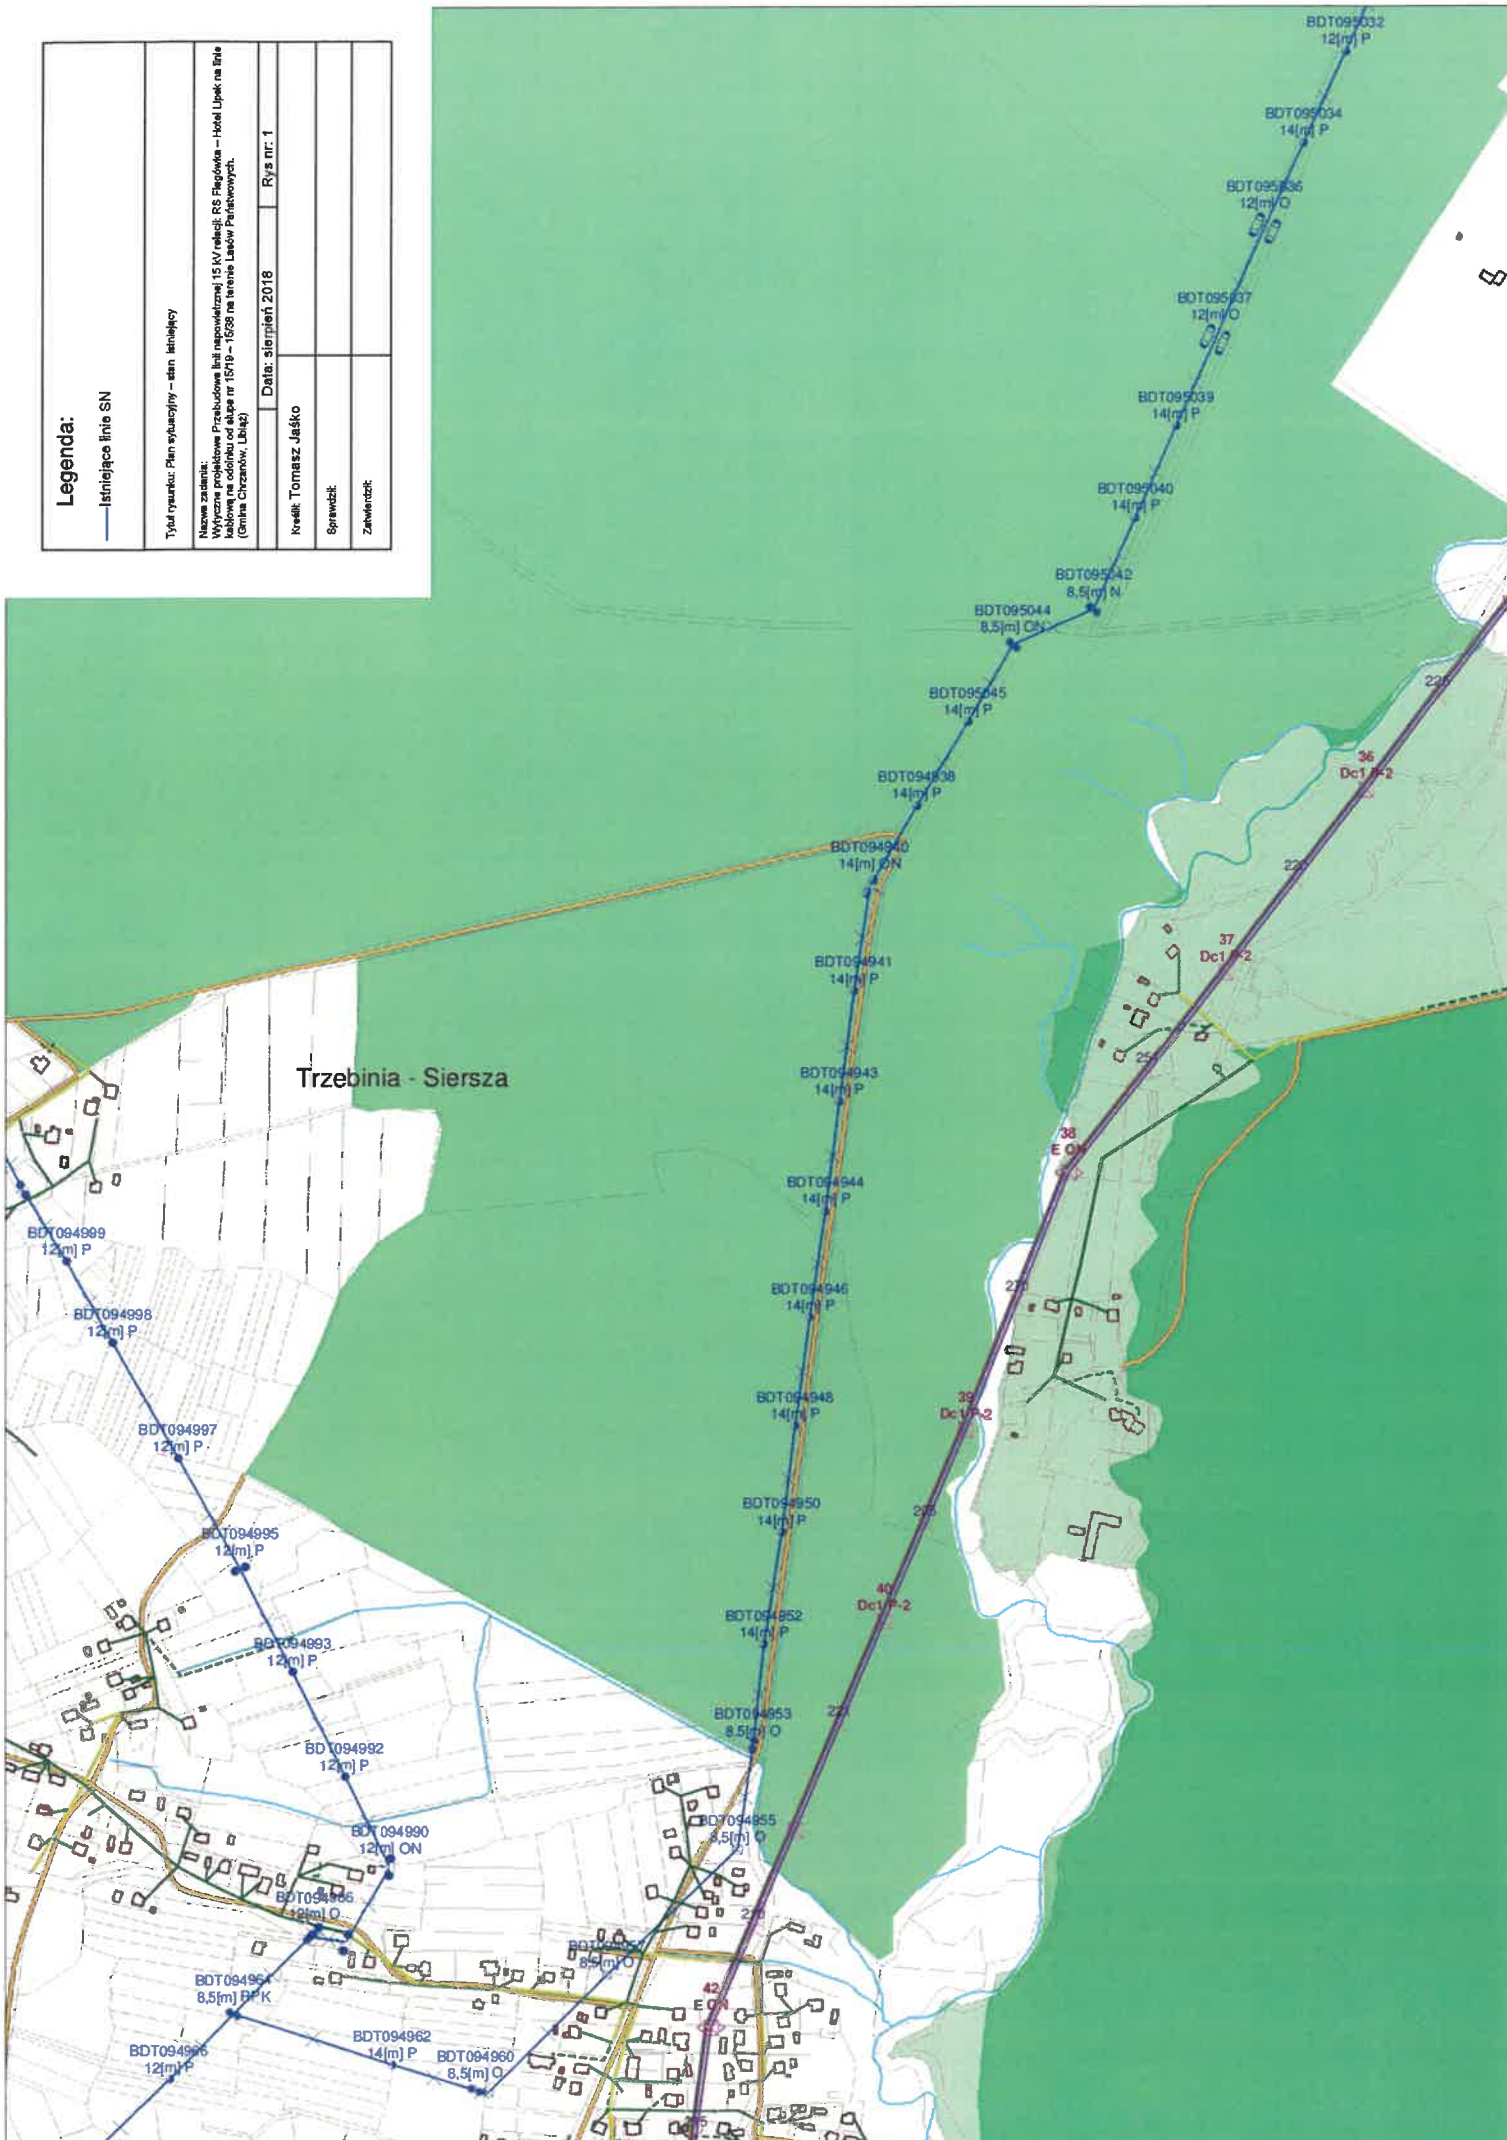 Legenda:
Istniejące linie SN
Tytuł rysunku: Plan sytuacyjny – stan istniejący
Nazwa zadania:
Wytyczne projektowe Przebudowa linii napowietrznej 15 kV relacji: RS Flagówka – Hotel Lipek na linie
kablową na odcinku od słupa nr 15/19 – 15/38 na terenie Lasów Państwowych.
(Gmina Chrzanów, Libiąż)
Data: sierpień 2018
Rys nr: 1
Kreślił: Tomasz Jaśko
Sprawdził:
Zatwierdził:
BDT095032
12[m] P
BDT095034
14[m] P
BDT095036
12[m] O
BDT095037
12[m] O
BDT095039
14[m] P
BDT095040
14[m] P
BDT095042
8,5[m] N
BDT095044
8,5[m] ON
BDT095045
14[m] P
BDT094938
14[m] P
36
Dc1 P-2
BDT094940
14[m] ON
37
Dc1 P-2
BDT094941
14[m] P
Trzebinia - Siersza
BDT094943
14[m] P
38
E ON
BDT094944
14[m] P
BDT094999
12[m] P
BDT094946
14[m] P
BDT094998
12[m] P
BDT094948
14[m] P
39
Dc1 P-2
BDT094997
12[m] P
BDT094950
14[m] P
BDT094995
12[m] P
40
Dc1 P-2
BDT094952
14[m] P
BDT094993
12[m] P
BDT094953
8.5[m] O
BDT094992
12[m] P
BDT094955
8,5[m] O
BDT094990
12[m] ON
12[m] O
8,5[m] O
BDT094964
8,5[m] RPK
42
E ON
BDT094962
14[m] P
BDT094960
8,5[m] O
BDT094966
12[m] P